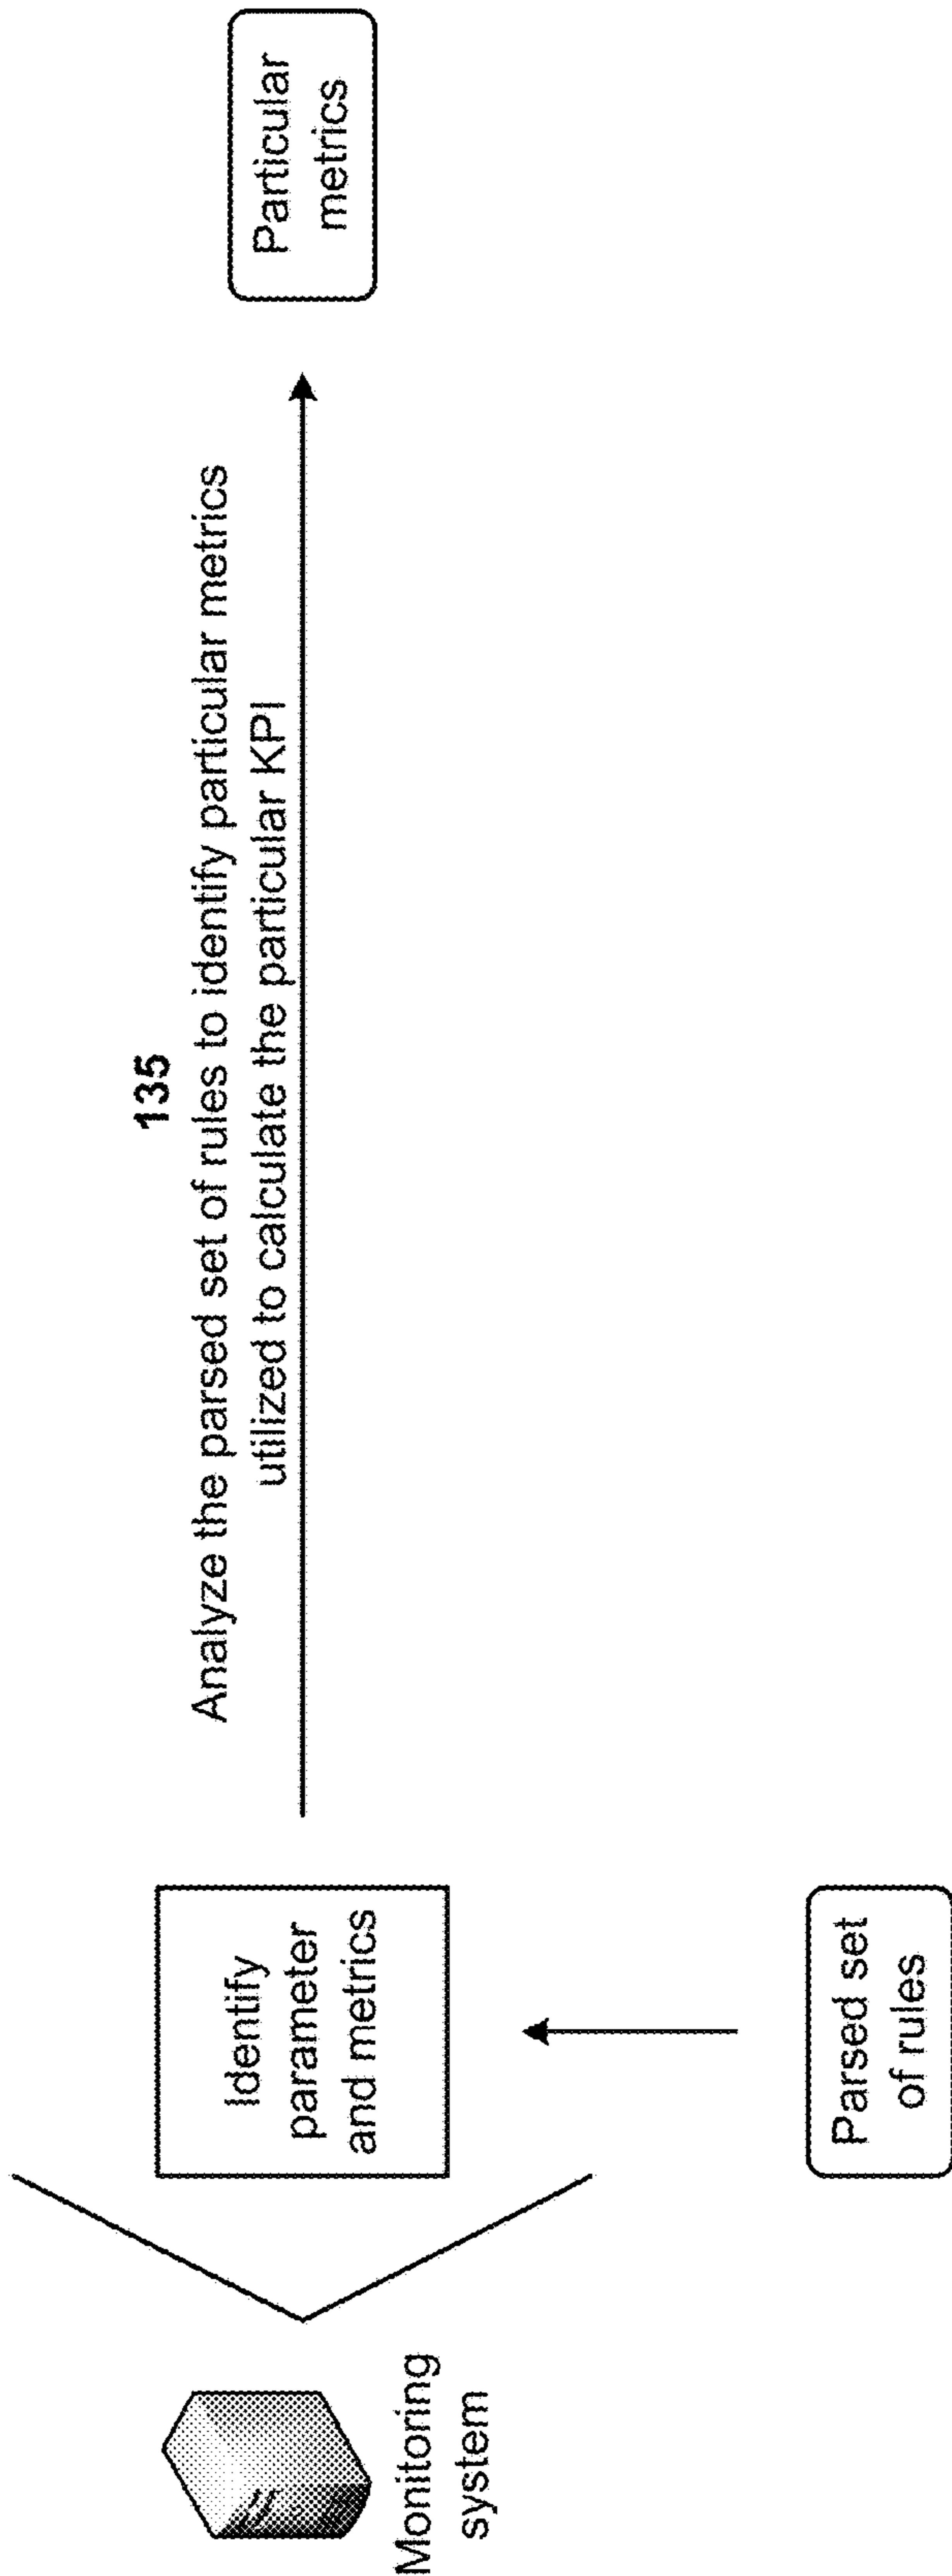 135
Analyze the parsed set of rules to identify particular metrics
utilized to calculate the particular KPI
Monitoring
system
Identify
parameter
and metrics
Particular
metrics
Parsed set
of rules